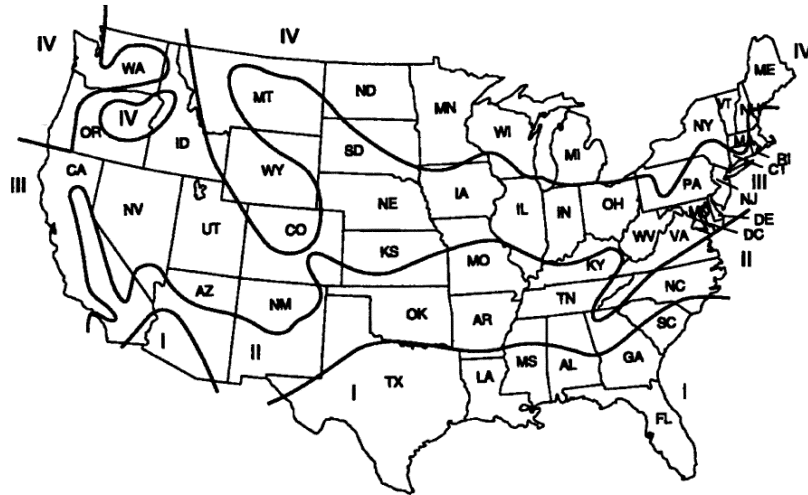 IV
IV
IV
WA
MT
ND
MN
ME
VT
NH
OR
IV
ID
SD
WI
MI
NY
MA
RI
CT
CA
III
WY
IA
PA
III
NJ
NV
UT
CO
NE
IL
IN
OH
MD
DE
DC
WV
VA
KS
MO
KY
II
AZ
NM
OK
AR
TN
NC
SC
I
II
I
TX
LA
MS
AL
GA
I
FL